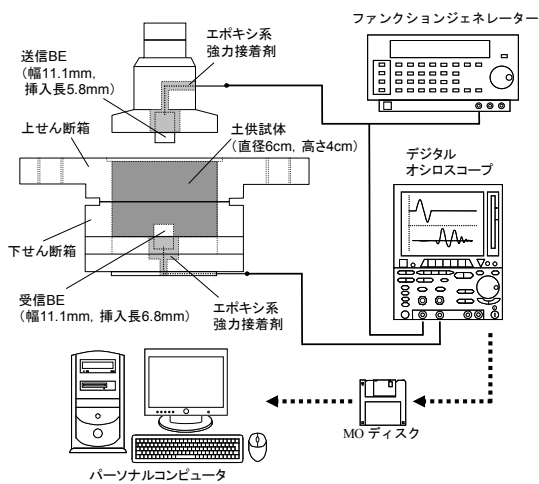 ファンクションジェネレーター
送信BE
(幅11.1mm,
挿入長5.8mm)
エポキシ系
強力接着剤
上せん断箱
土供試体
(直径6cm, 高さ4cm)
デジタル
オシロスコープ
下せん断箱
受信BE
(幅11.1mm, 挿入長6.8mm)
エポキシ系
強力接着剤
MO ディスク
パーソナルコンピュータ